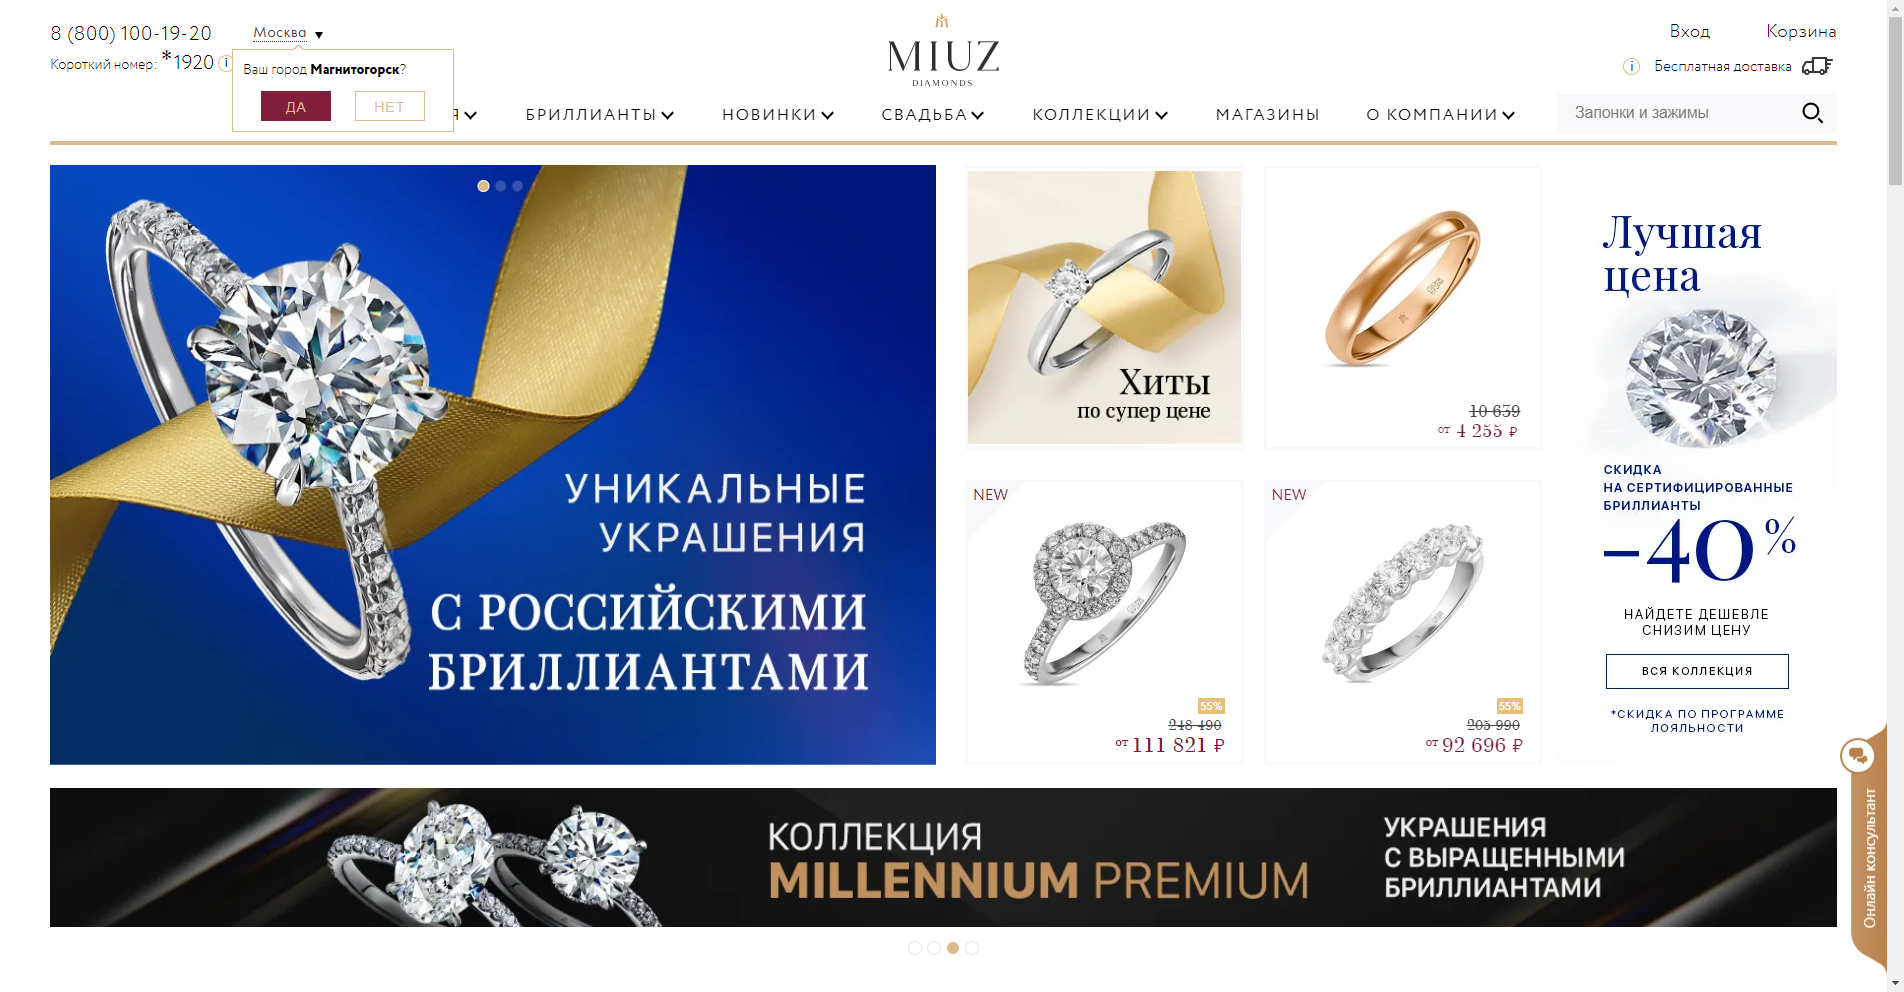 8 (800) 100-19-20
Москва
Вход
Корзина
MIUZ
DIAMONDS
Короткий номер: *1920
Бесплатная доставка
Ваш город Магнитогорск?
ДА
НЕТ
Я
БРИЛЛИАНТЫ
НОВИНКИ
СВАДЬБА
КОЛЛЕКЦИИ
МАГАЗИНЫ
О КОМПАНИИ
Запонки и зажимы
УНИКАЛЬНЫЕ
УКРАШЕНИЯ
С РОССИЙСКИМИ
БРИЛЛИАНТАМИ
Хиты
по супер цене
10 639
от 4 255 ₽
NEW
55%
248 490
от 111 821 ₽
NEW
55%
205 990
от 92 696 ₽
Лучшая
цена
СКИДКА
НА СЕРТИФИЦИРОВАННЫЕ
БРИЛЛИАНТЫ
–40%
НАЙДЕТЕ ДЕШЕВЛЕ
СНИЗИМ ЦЕНУ
ВСЯ КОЛЛЕКЦИЯ
*СКИДКА ПО ПРОГРАММЕ
ЛОЯЛЬНОСТИ
Онлайн консультант
КОЛЛЕКЦИЯ
MILLENNIUM PREMIUM
УКРАШЕНИЯ
С ВЫРАЩЕННЫМИ
БРИЛЛИАНТАМИ